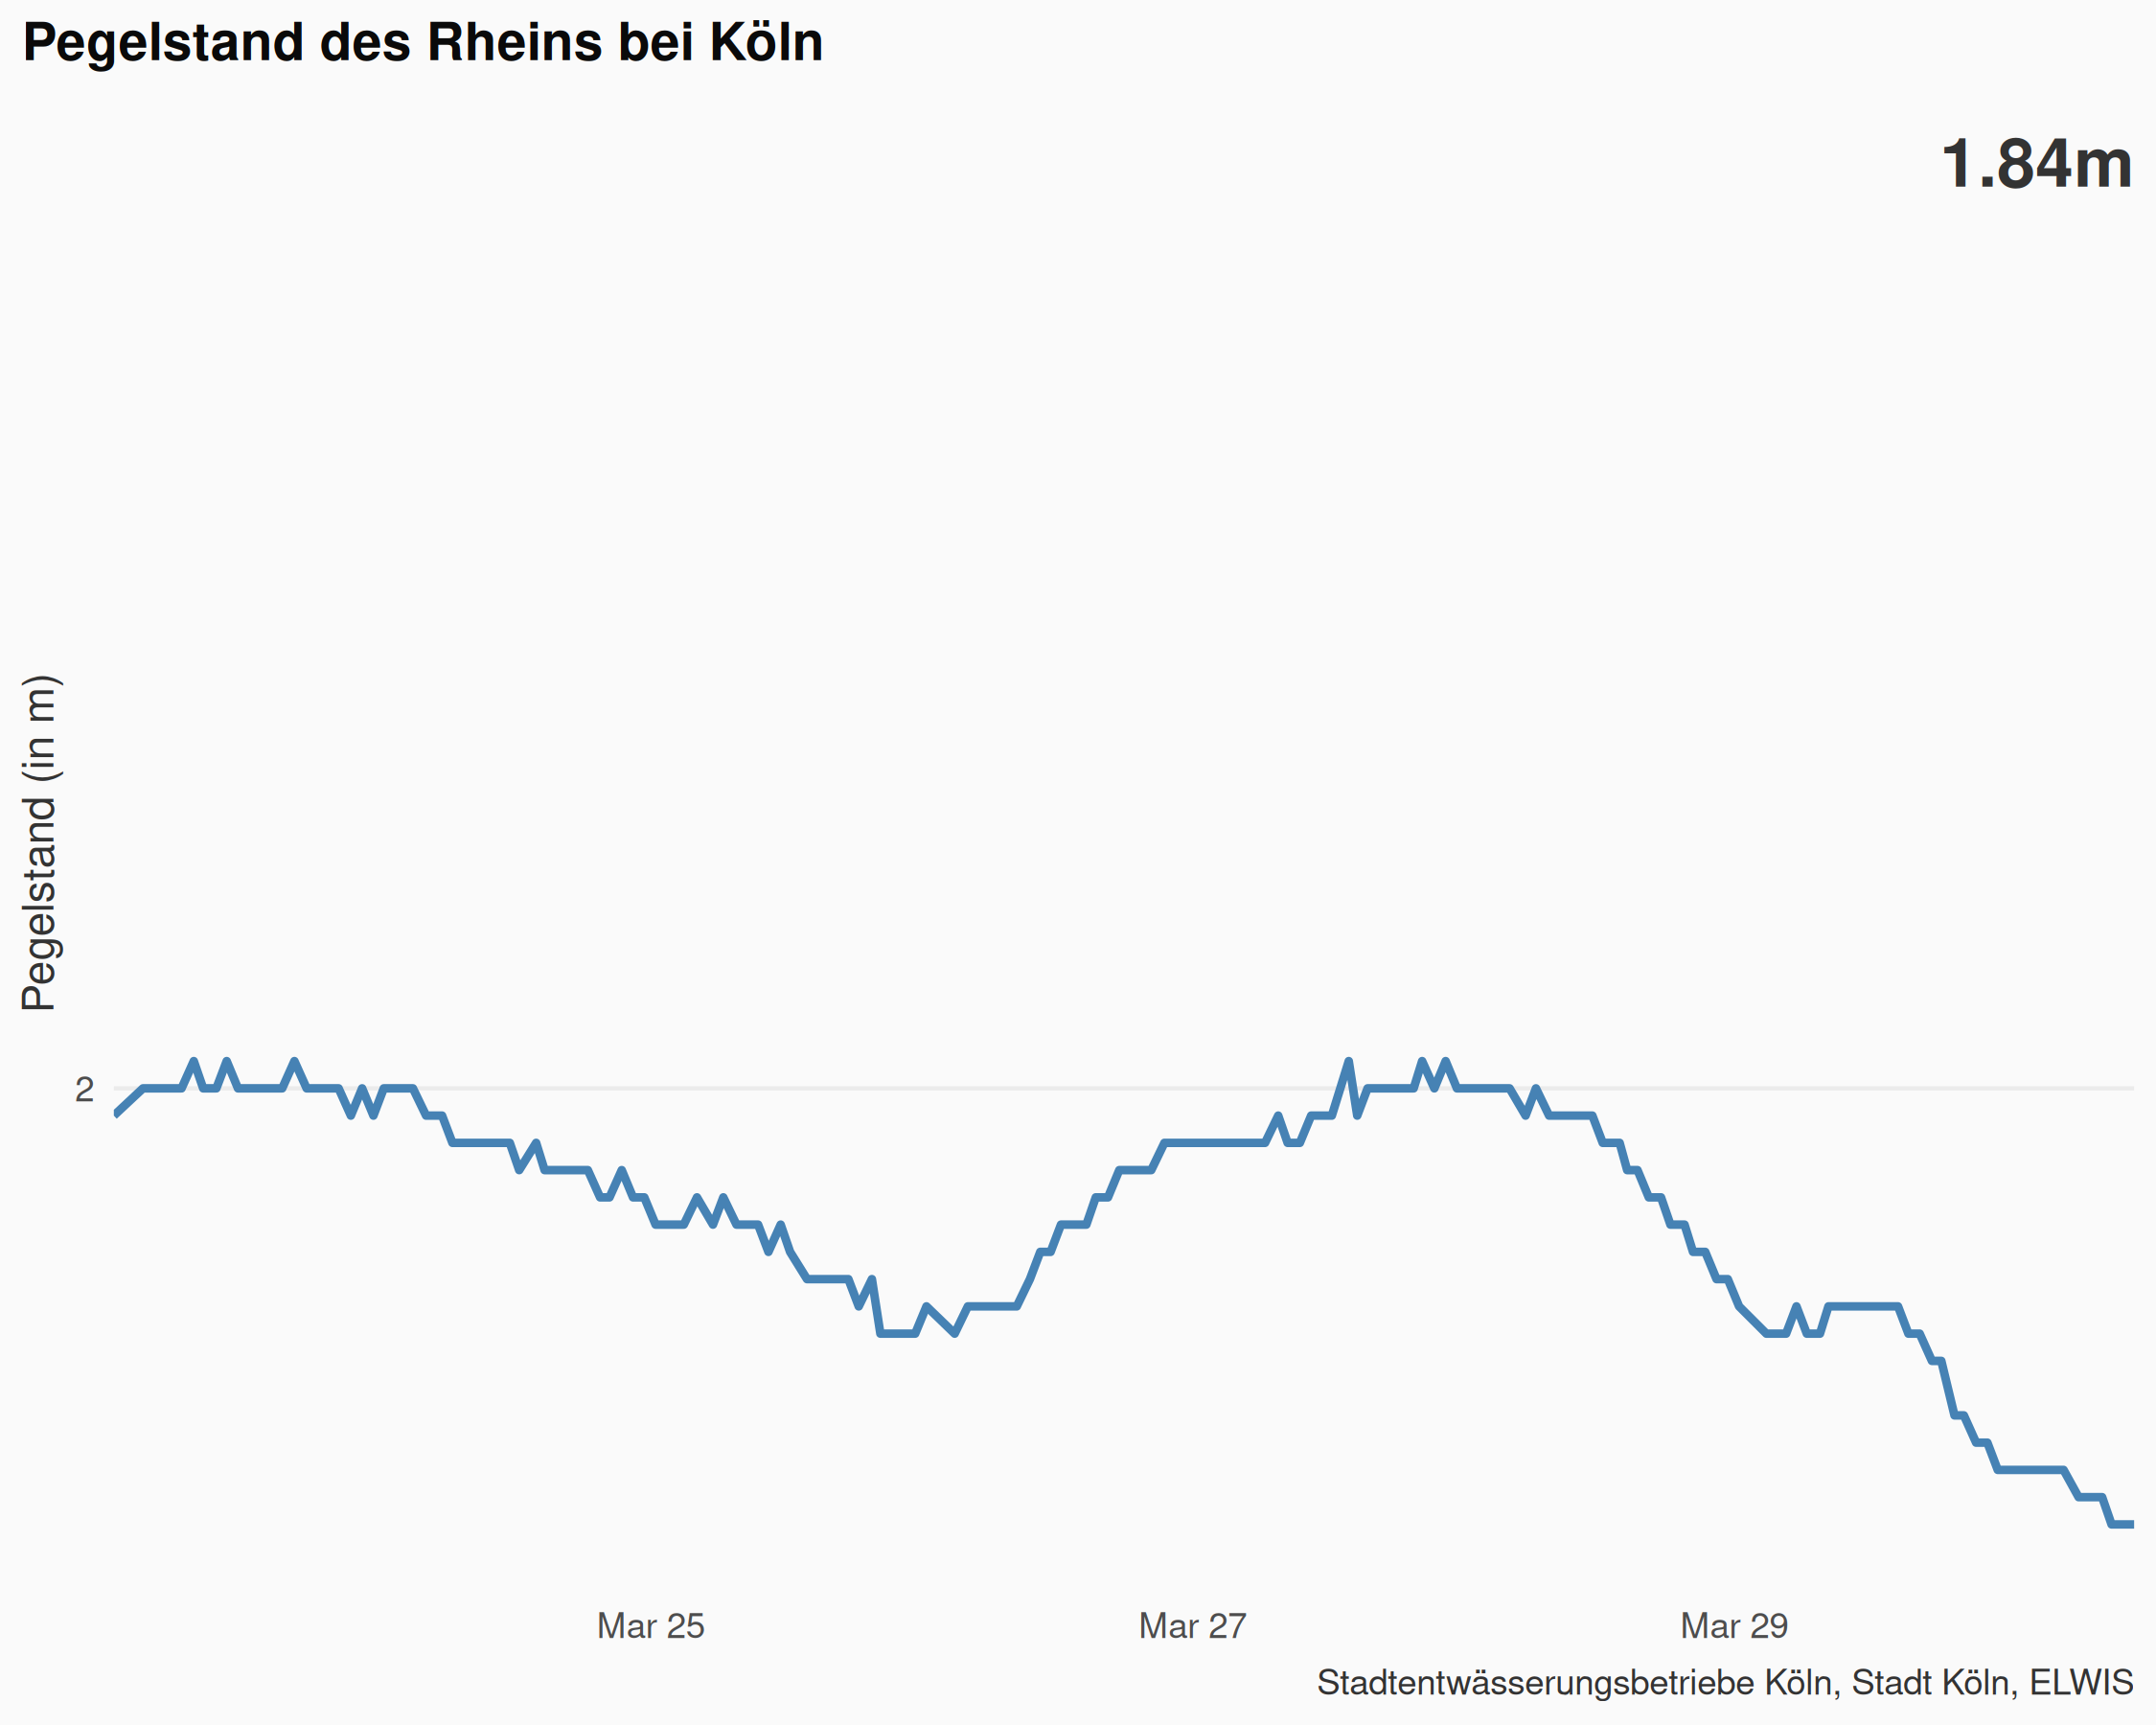 Pegelstand des Rheins bei Köln
1.84m
Pegelstand (in m)
2
Mar 25
Mar 27
Mar 29
Stadtentwässerungsbetriebe Köln, Stadt Köln, ELWIS